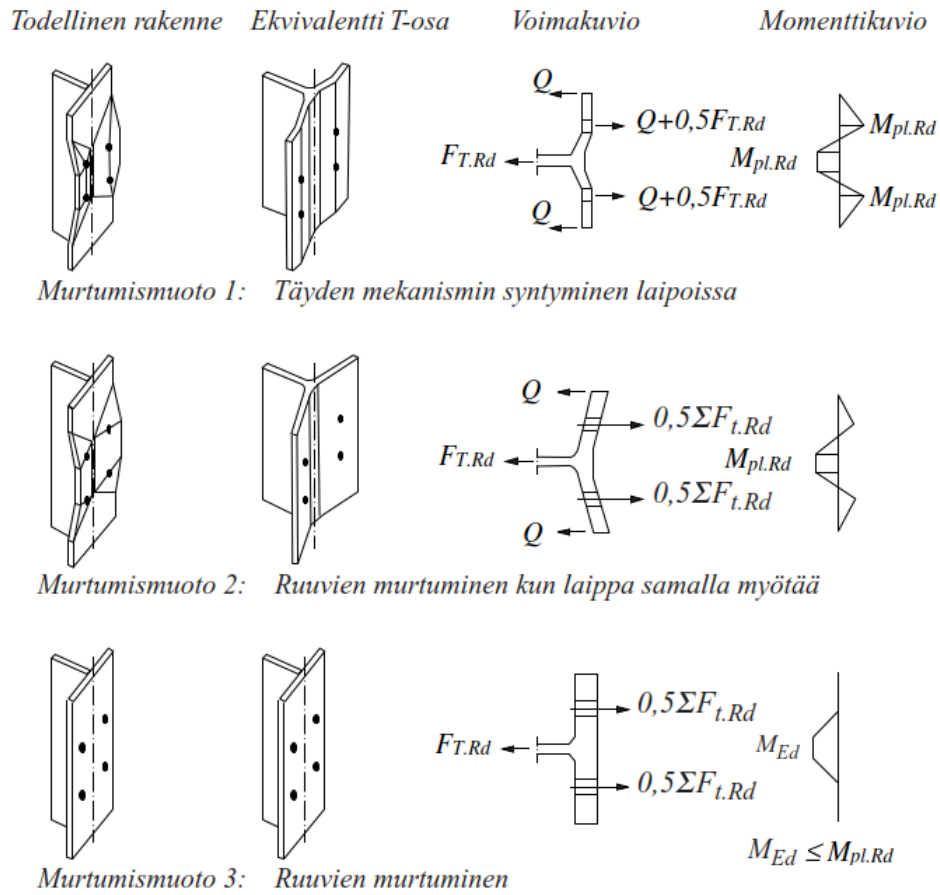 Todellinen rakenne Ekvivalentti T-osa Voimakuvio Momenttikuvio
Q
Q+0,5FT.Rd
Mpl.Rd
FT.Rd
Mpl.Rd
Q+0,5FT.Rd
Mpl.Rd
Q
Murtumismuoto 1: Täyden mekanismin syntyminen laipoissa
Q
0,5ΣFt.Rd
FT.Rd
Mpl.Rd
0,5ΣFt.Rd
Q
Murtumismuoto 2: Ruuvien murtuminen kun laippa samalla myötää
0,5ΣFt.Rd
FT.Rd
MEd
0,5ΣFt.Rd
MEd ≤ Mpl.Rd
Murtumismuoto 3: Ruuvien murtuminen